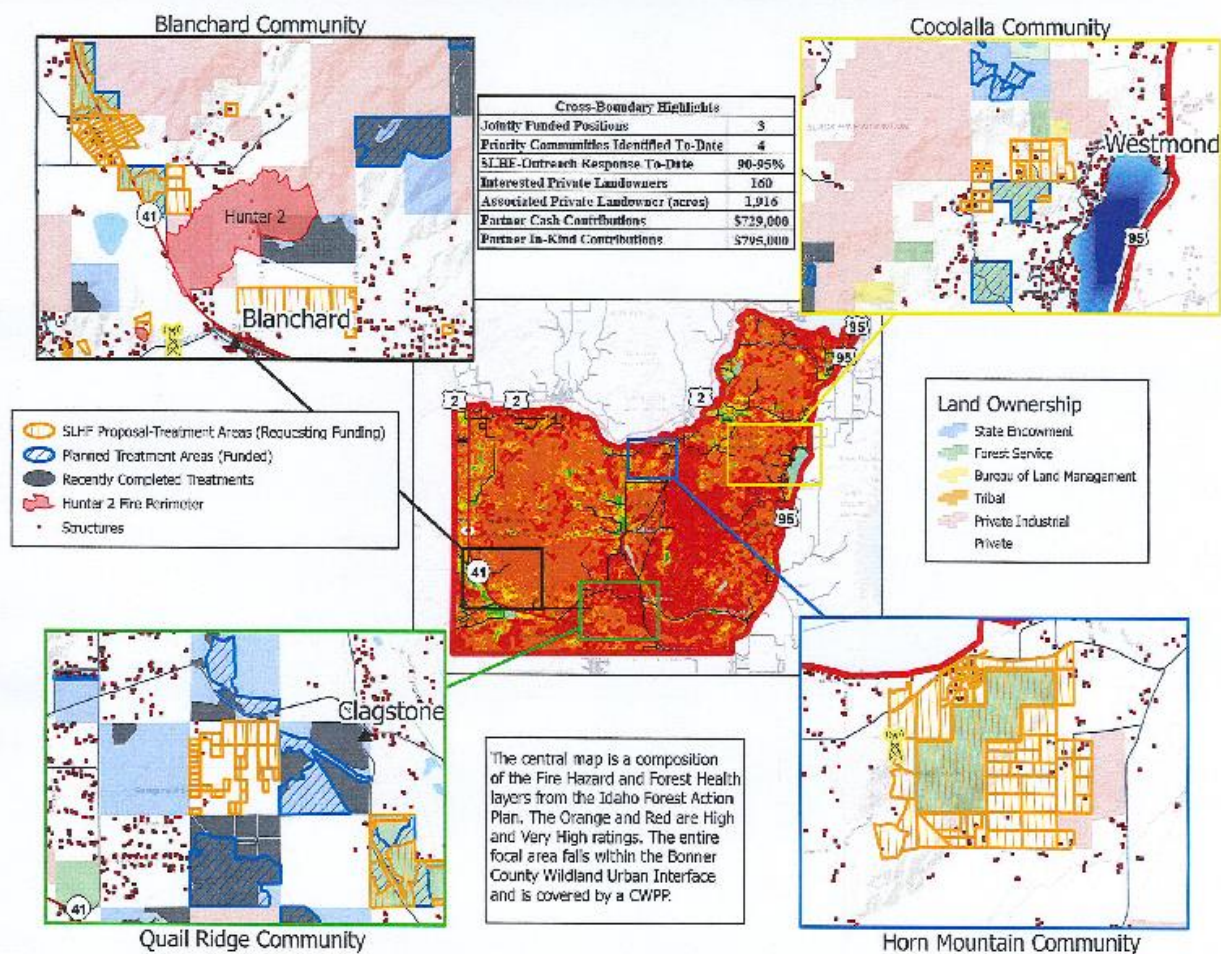 Blanchard Community
Hunter 2
41
Blanchard
Cross-Boundary Highlights
Jointly Funded Positions 3
Priority Communities Identified To-Date 4
SLHF-Outreach Response To-Date 90-95%
Interested Private Landowners 160
Associated Private Landowner (acres) 1,916
Partner Cash Contributions $729,000
Partner In-Kind Contributions $795,000
Cocolalla Community
Westmond
95
SLHF Proposal-Treatment Areas (Requesting Funding)
Planned Treatment Areas (Funded)
Recently Completed Treatments
Hunter 2 Fire Perimeter
Structures
2
2
2
95
95
95
41
Land Ownership
State Endowment
Forest Service
Bureau of Land Management
Tribal
Private Industrial
Private
Clagstone
41
Quail Ridge Community
The central map is a composition
of the Fire Hazard and Forest Health
layers from the Idaho Forest Action
Plan. The Orange and Red are High
and Very High ratings. The entire
focal area falls within the Bonner
County Wildland Urban Interface
and is covered by a CWPP.
Horn Mountain Community